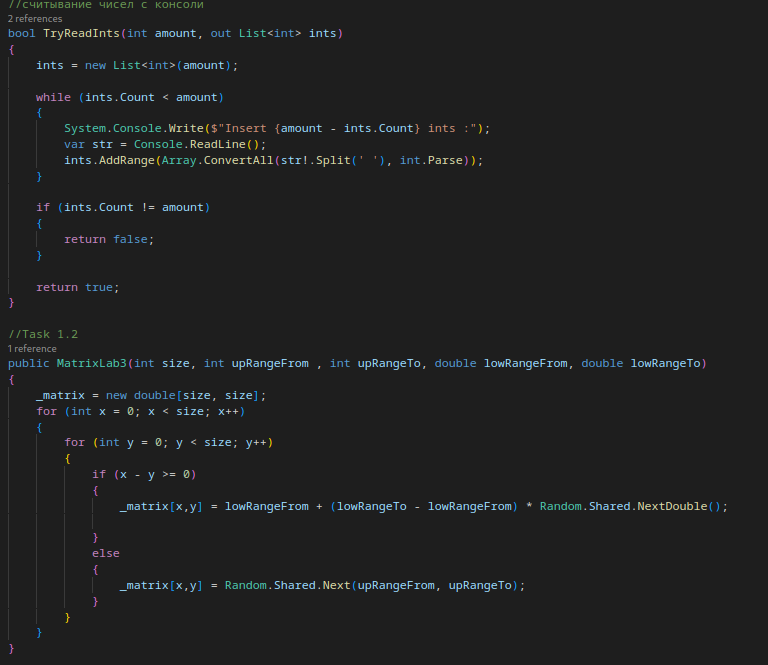 //считывание чисел с консоли
2 references
bool TryReadInts(int amount, out List<int> ints)
{
    ints = new List<int>(amount);
    while (ints.Count < amount)
    {
        System.Console.Write($"Insert {amount - ints.Count} ints :");
        var str = Console.ReadLine();
        ints.AddRange(Array.ConvertAll(str!.Split(' '), int.Parse));
    }
    if (ints.Count != amount)
    {
        return false;
    }
    return true;
}
//Task 1.2
1 reference
public MatrixLab3(int size, int upRangeFrom , int upRangeTo, double lowRangeFrom, double lowRangeTo)
{
    _matrix = new double[size, size];
    for (int x = 0; x < size; x++)
    {
        for (int y = 0; y < size; y++)
        {
            if (x - y >= 0)
            {
                _matrix[x,y] = lowRangeFrom + (lowRangeTo - lowRangeFrom) * Random.Shared.NextDouble();
            }
            else
            {
                _matrix[x,y] = Random.Shared.Next(upRangeFrom, upRangeTo);
            }
        }
    }
}